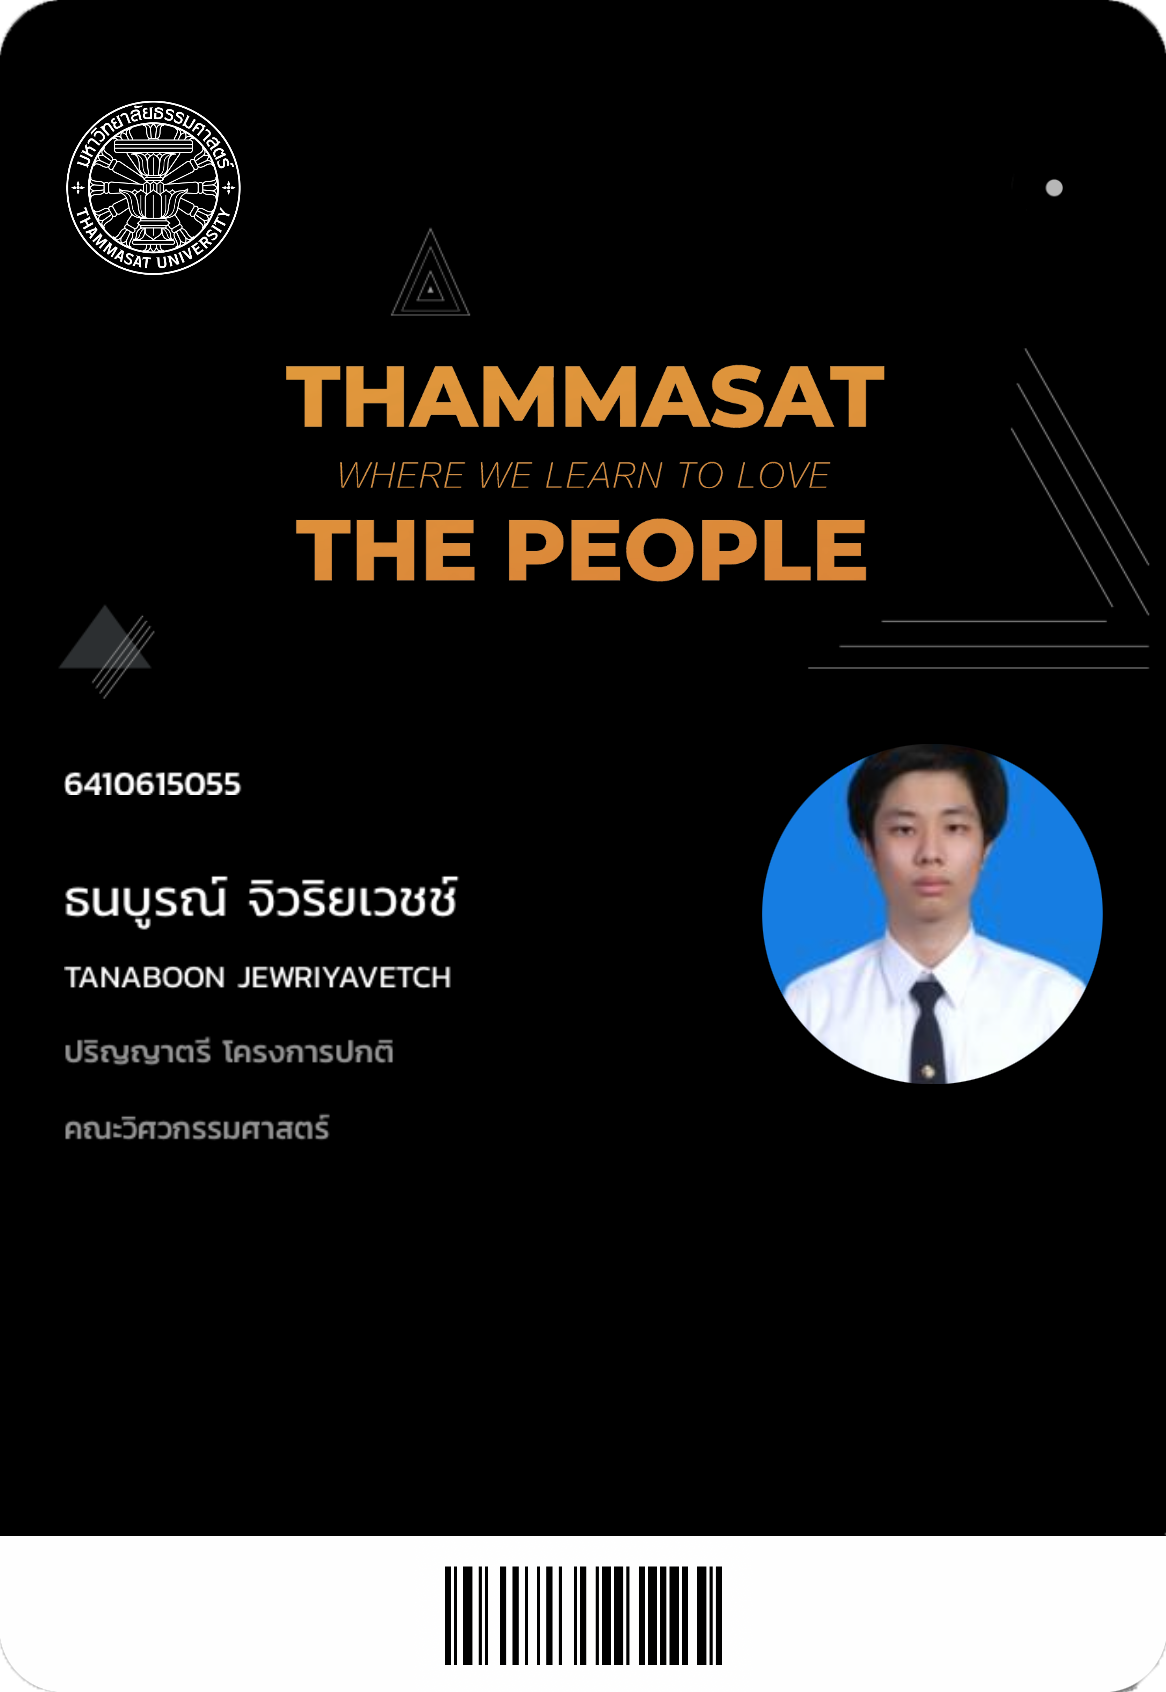 มหาวิทยาลัยธรรมศาสตร์
THAMMASAT UNIVERSITY
THAMMASAT
WHERE WE LEARN TO LOVE
THE PEOPLE
6410615055
ธนบูรณ์ จิวริยเวชช์
TANABOON JEWRIYAVETCH
ปริญญาตรี โครงการปกติ
คณะวิศวกรรมศาสตร์